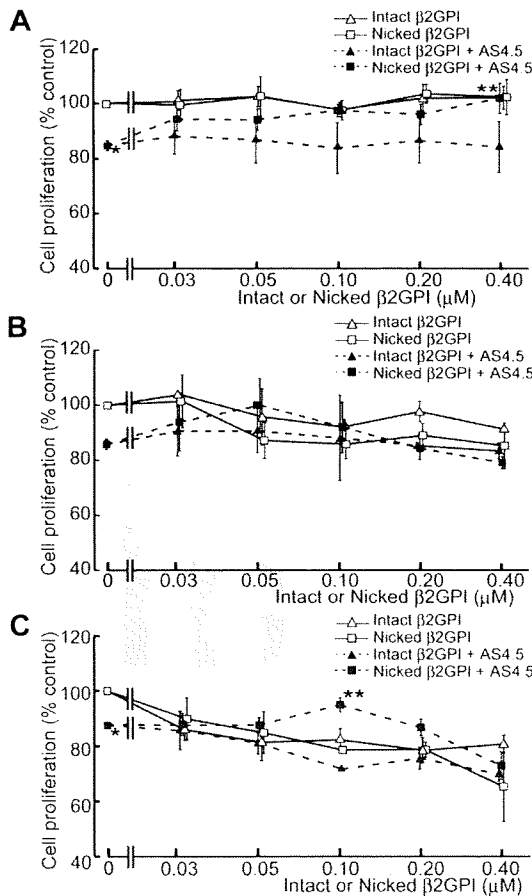 A
Intact β2GPI
Nicked β2GPI
Intact β2GPI + AS4.5
Nicked β2GPI + AS4.5
Cell proliferation (% control)
120
100
80
60
40
**
**
0
0.03
0.05
0.10
0.20
0.40
Intact or Nicked β2GPI (μM)
B
Intact β2GPI
Nicked β2GPI
Intact β2GPI + AS4.5
Nicked β2GPI + AS4.5
Cell proliferation (% control)
120
100
80
60
40
0
0.03
0.05
0.10
0.20
0.40
Intact or Nicked β2GPI (μM)
C
Intact β2GPI
Nicked β2GPI
Intact β2GPI + AS4.5
Nicked β2GPI + AS4.5
Cell proliferation (% control)
120
100
80
60
40
*
**
0
0.03
0.05
0.10
0.20
0.40
Intact or Nicked β2GPI (μM)